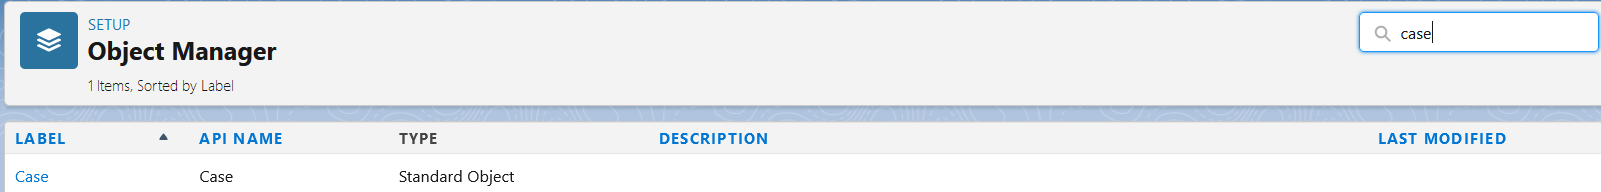 SETUP
Object Manager
1 Items, Sorted by Label
case
LABEL API NAME TYPE DESCRIPTION LAST MODIFIED
Case Case Standard Object